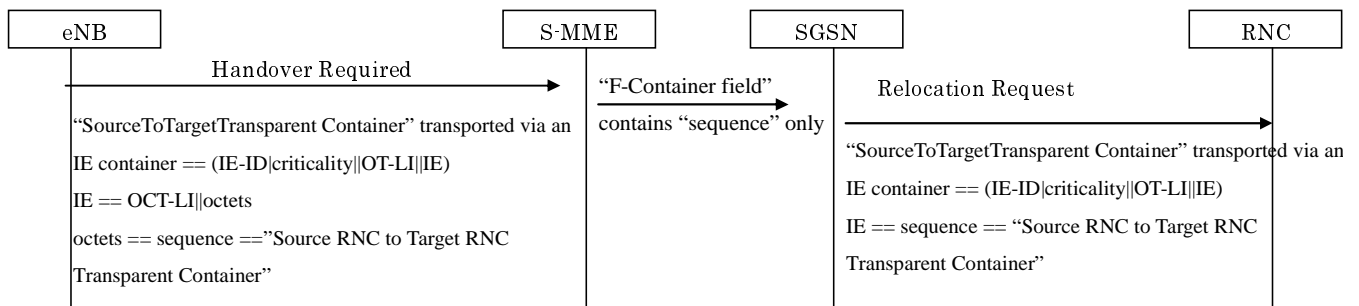 eNB
S-MME
SGSN
RNC
Handover Required
“F-Container field”
contains “sequence” only
Relocation Request
“SourceToTargetTransparent Container” transported via an
IE container == (IE-ID|criticality||OT-LI||IE)
IE == OCT-LI||octets
octets == sequence ==”Source RNC to Target RNC
Transparent Container”
“SourceToTargetTransparent Container” transported via an
IE container == (IE-ID|criticality||OT-LI||IE)
IE == sequence == “Source RNC to Target RNC
Transparent Container”